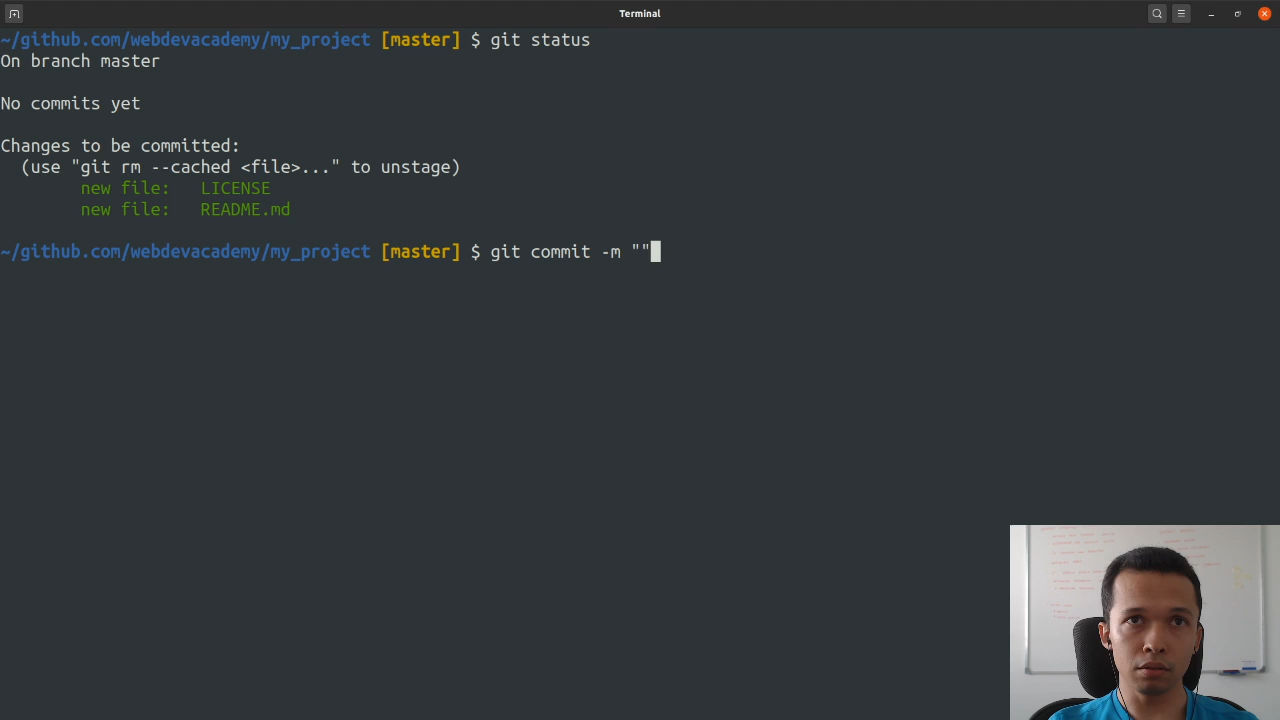 Terminal
~/github.com/webdevacademy/my_project [master] $ git status
On branch master
No commits yet
Changes to be committed:
  (use "git rm --cached <file>..." to unstage)
        new file:   LICENSE
        new file:   README.md
~/github.com/webdevacademy/my_project [master] $ git commit -m ""